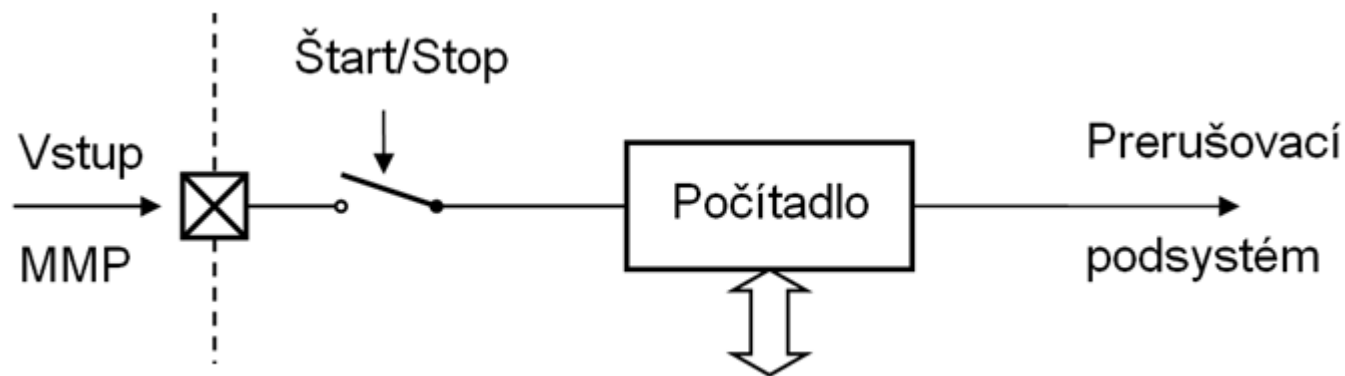 Štart/Stop
Vstup
MMP
Počítadlo
Prerušovací
podsystém